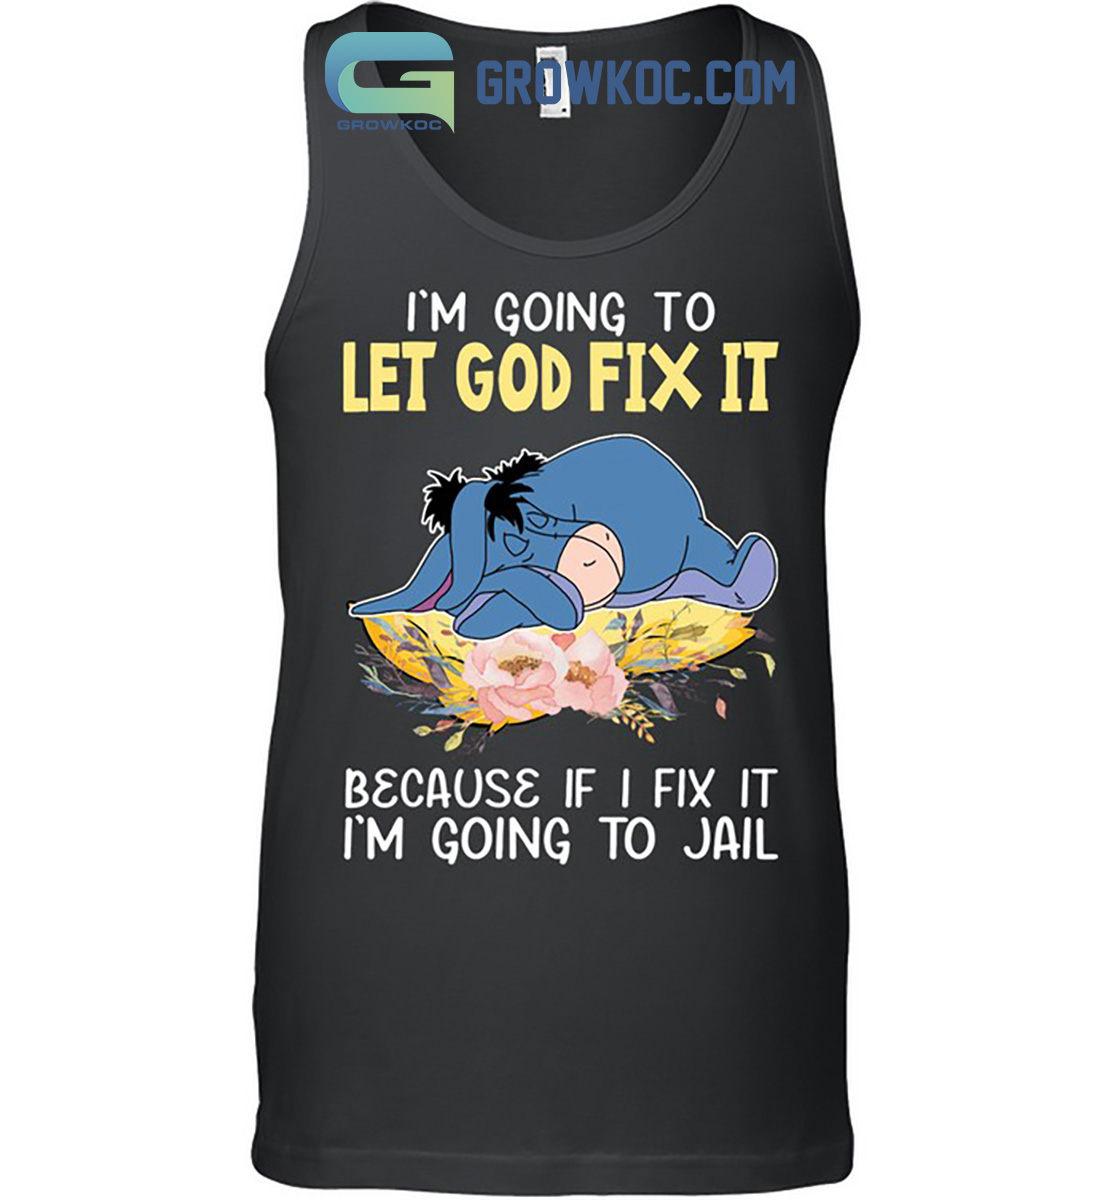 GROWKOC.COM
GROWKOC
I'M GOING TO
LET GOD FIX IT
BECAUSE IF I FIX IT
I'M GOING TO JAIL